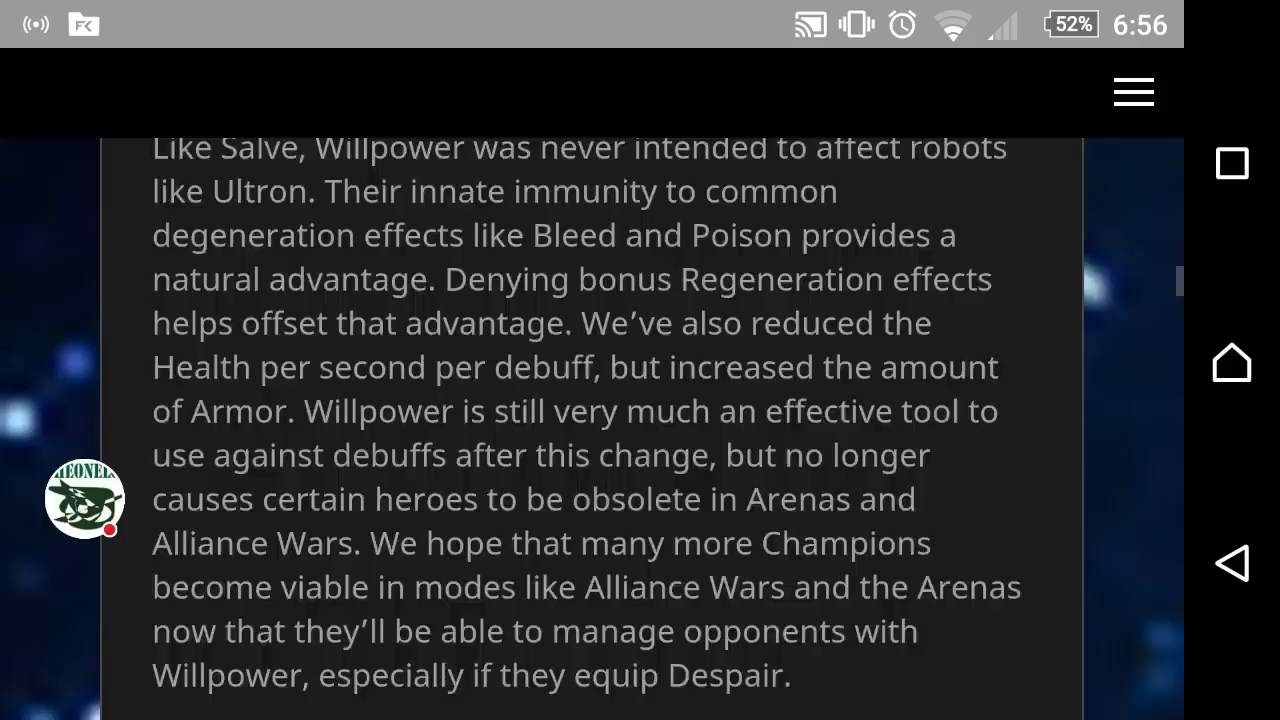 FK
52%
6:56
Like Salve, Willpower was never intended to affect robots
like Ultron. Their innate immunity to common
degeneration effects like Bleed and Poison provides a
natural advantage. Denying bonus Regeneration effects
helps offset that advantage. We’ve also reduced the
Health per second per debuff, but increased the amount
of Armor. Willpower is still very much an effective tool to
use against debuffs after this change, but no longer
causes certain heroes to be obsolete in Arenas and
Alliance Wars. We hope that many more Champions
become viable in modes like Alliance Wars and the Arenas
now that they’ll be able to manage opponents with
Willpower, especially if they equip Despair.